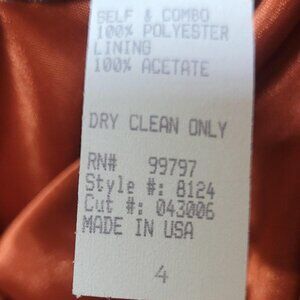 SELF & COMBO
100% POLYESTER
LINING
100% ACETATE
DRY CLEAN ONLY
RN# 99797
Style #: 8124
Cut #: 043006
MADE IN USA
4